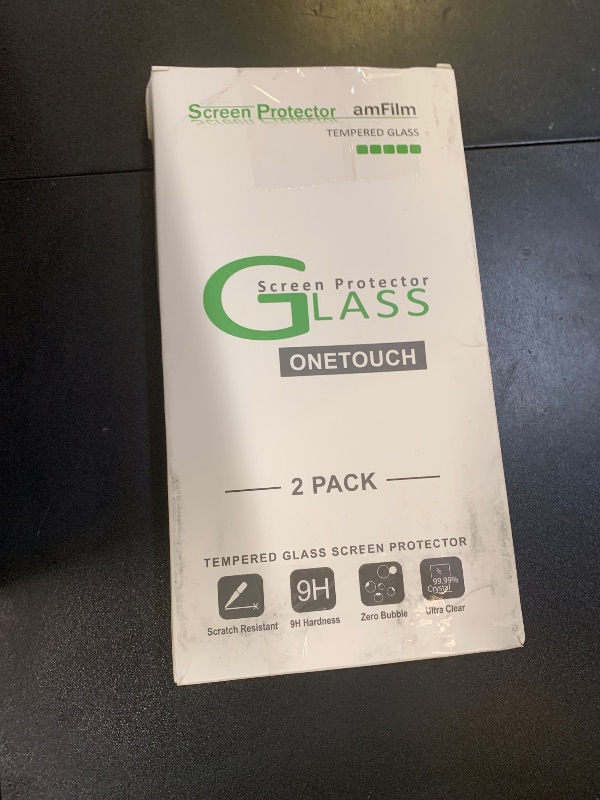 Screen Protector amFilm
TEMPERED GLASS
Screen Protector
GLASS
ONETOUCH
2 PACK
TEMPERED GLASS SCREEN PROTECTOR
9H
99.99%
Crystal
Scratch Resistant 9H Hardness Zero Bubble Ultra Clear